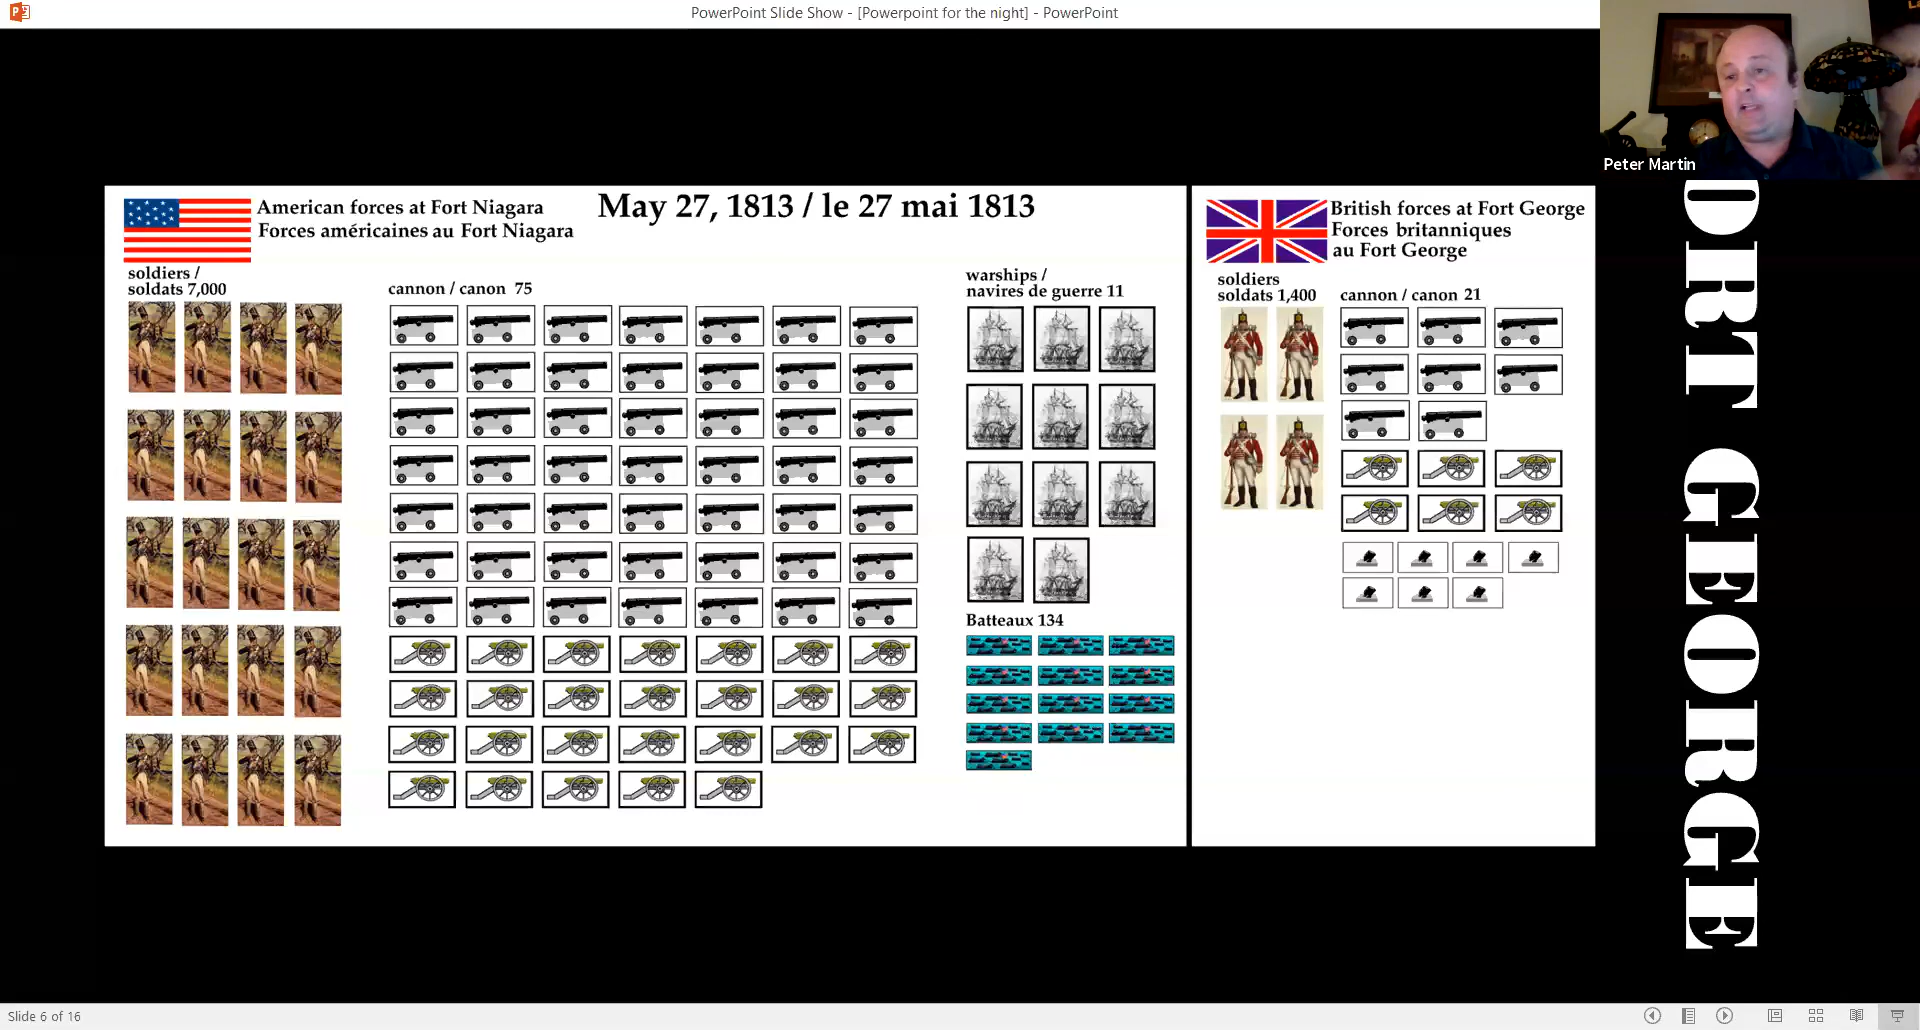 PowerPoint Slide Show - [Powerpoint for the night] - PowerPoint
Peter Martin
American forces at Fort Niagara
Forces américaines au Fort Niagara
May 27, 1813 / le 27 mai 1813
soldiers /
soldats 7,000
cannon / canon 75
warships /
navires de guerre 11
Batteaux 134
British forces at Fort George
Forces britanniques
au Fort George
soldiers
soldats 1,400
cannon / canon 21
ORT GEORGE
Slide 6 of 16